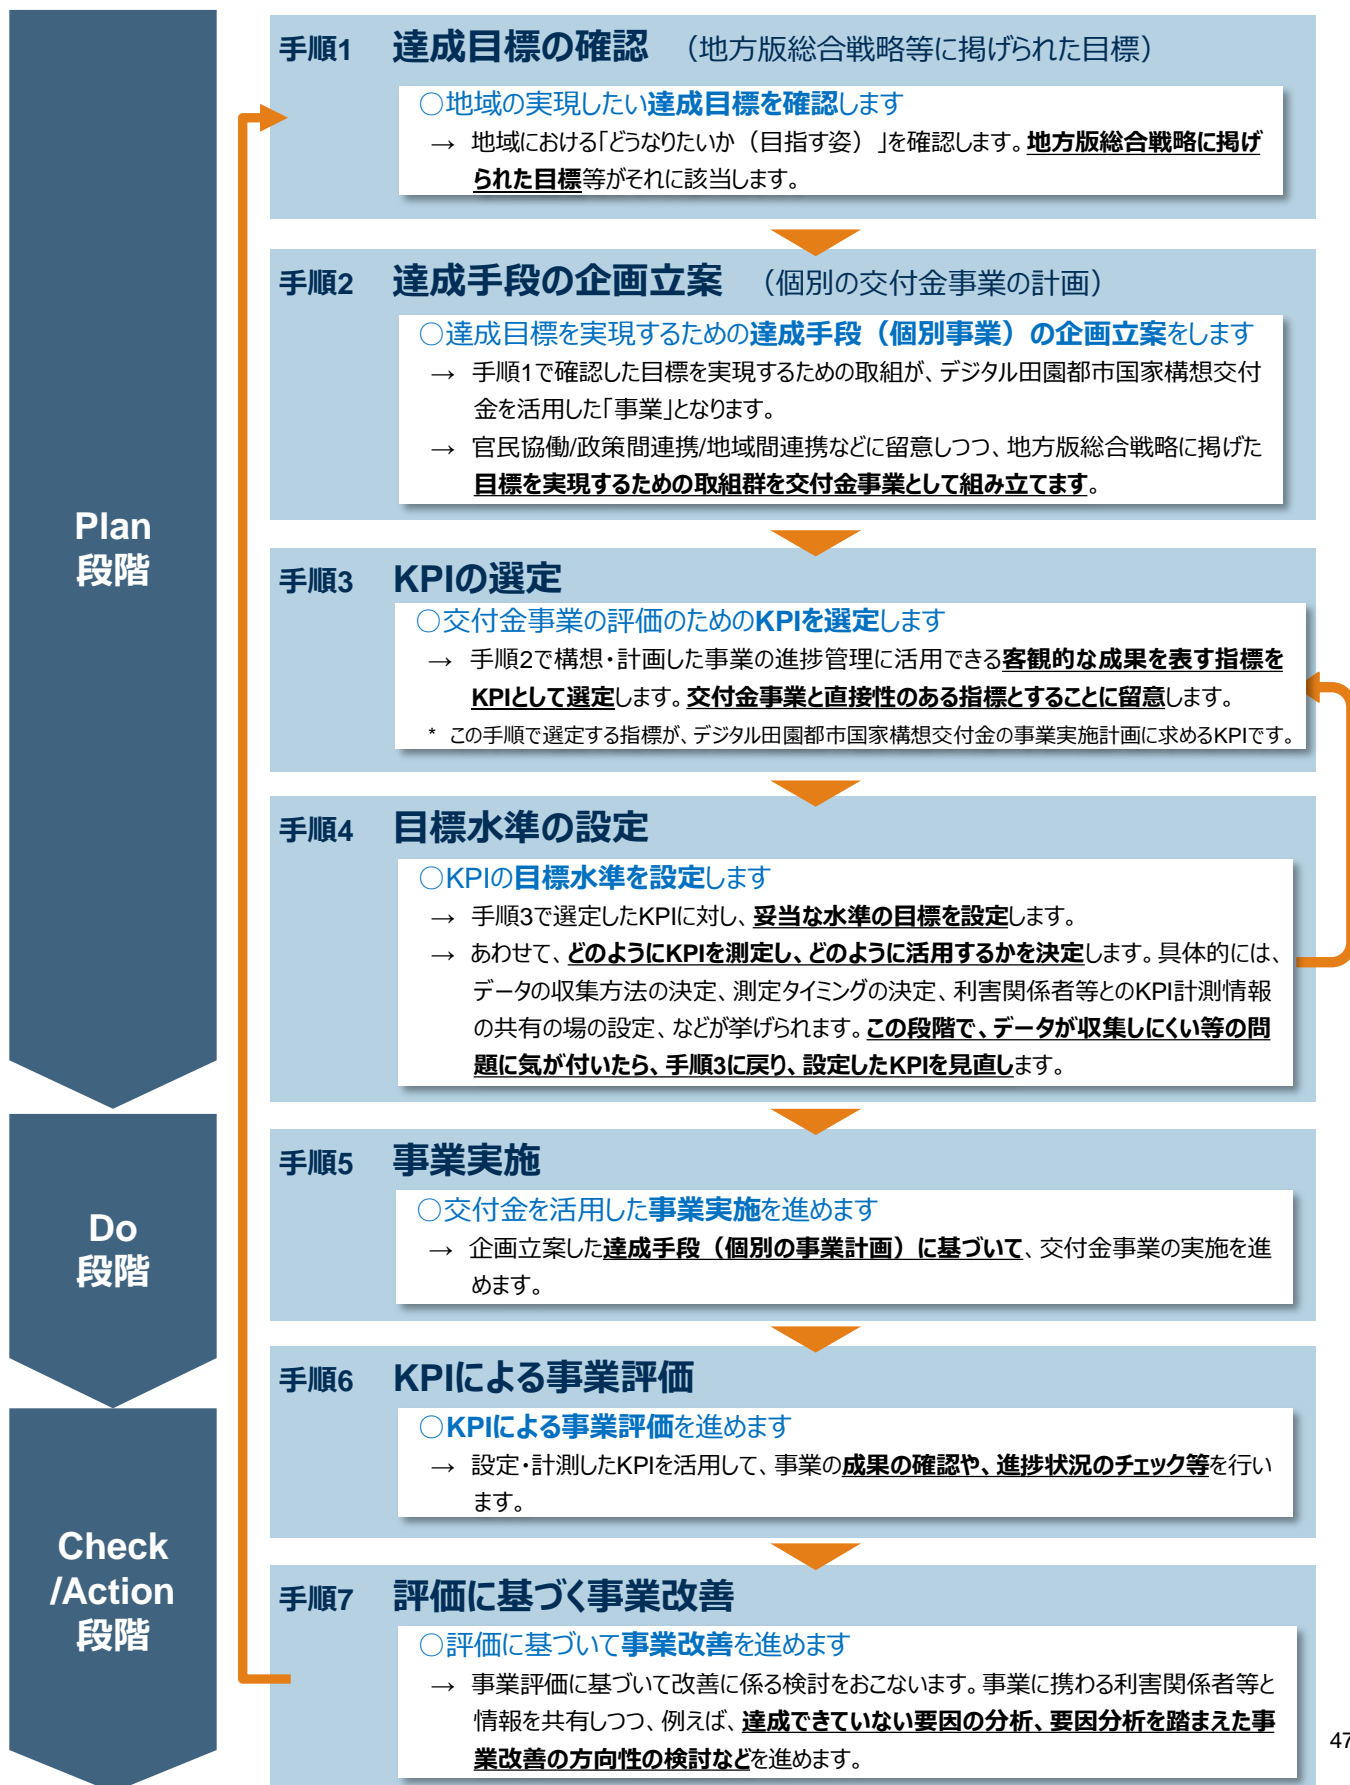 Plan
段階
Do
段階
Check
/Action
段階
手順1 達成目標の確認 （地方版総合戦略等に掲げられた目標）
○地域の実現したい達成目標を確認します
→ 地域における「どうなりたいか（目指す姿）」を確認します。地方版総合戦略に掲げ
られた目標等がそれに該当します。
手順2 達成手段の企画立案 （個別の交付金事業の計画）
○達成目標を実現するための達成手段（個別事業）の企画立案をします
→ 手順1で確認した目標を実現するための取組が、デジタル田園都市国家構想交付
金を活用した「事業」となります。
→ 官民協働/政策間連携/地域間連携などに留意しつつ、地方版総合戦略に掲げた
目標を実現するための取組群を交付金事業として組み立てます。
手順3 KPIの選定
○交付金事業の評価のためのKPIを選定します
→ 手順2で構想・計画した事業の進捗管理に活用できる客観的な成果を表す指標を
KPIとして選定します。交付金事業と直接性のある指標とすることに留意します。
* この手順で選定する指標が、デジタル田園都市国家構想交付金の事業実施計画に求めるKPIです。
手順4 目標水準の設定
○KPIの目標水準を設定します
→ 手順3で選定したKPIに対し、妥当な水準の目標を設定します。
→ あわせて、どのようにKPIを測定し、どのように活用するかを決定します。具体的には、
データの収集方法の決定、測定タイミングの決定、利害関係者等とのKPI計測情報
の共有の場の設定、などが挙げられます。この段階で、データが収集しにくい等の問
題に気が付いたら、手順3に戻り、設定したKPIを見直します。
手順5 事業実施
○交付金を活用した事業実施を進めます
→ 企画立案した達成手段（個別の事業計画）に基づいて、交付金事業の実施を進
めます。
手順6 KPIによる事業評価
○KPIによる事業評価を進めます
→ 設定・計測したKPIを活用して、事業の成果の確認や、進捗状況のチェック等を行い
ます。
手順7 評価に基づく事業改善
○評価に基づいて事業改善を進めます
→ 事業評価に基づいて改善に係る検討をおこないます。事業に携わる利害関係者等と
情報を共有しつつ、例えば、達成できていない要因の分析、要因分析を踏まえた事
業改善の方向性の検討などを進めます。
47